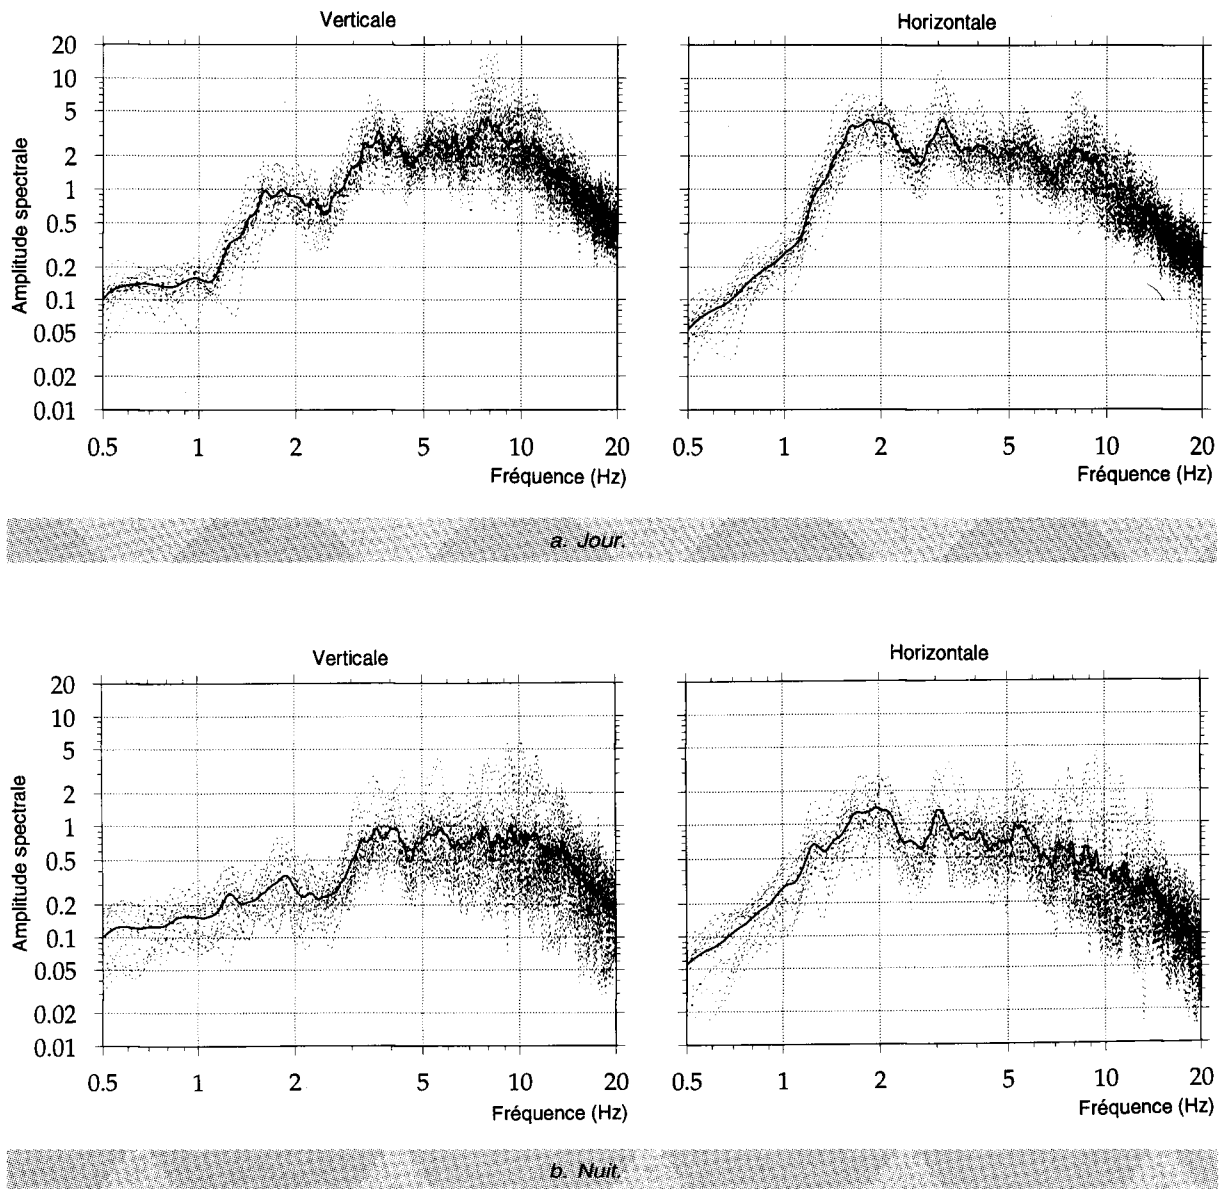 Verticale
Horizontale
Amplitude spectrale
20
10
5
2
1
0.5
0.2
0.1
0.05
0.02
0.01
0.5 1 2 5 10 20
Fréquence (Hz)
0.5 1 2 5 10 20
Fréquence (Hz)
a. Jour.
Verticale
Horizontale
Amplitude spectrale
20
10
5
2
1
0.5
0.2
0.1
0.05
0.02
0.01
0.5 1 2 5 10 20
Fréquence (Hz)
0.5 1 2 5 10 20
Fréquence (Hz)
b. Nuit.